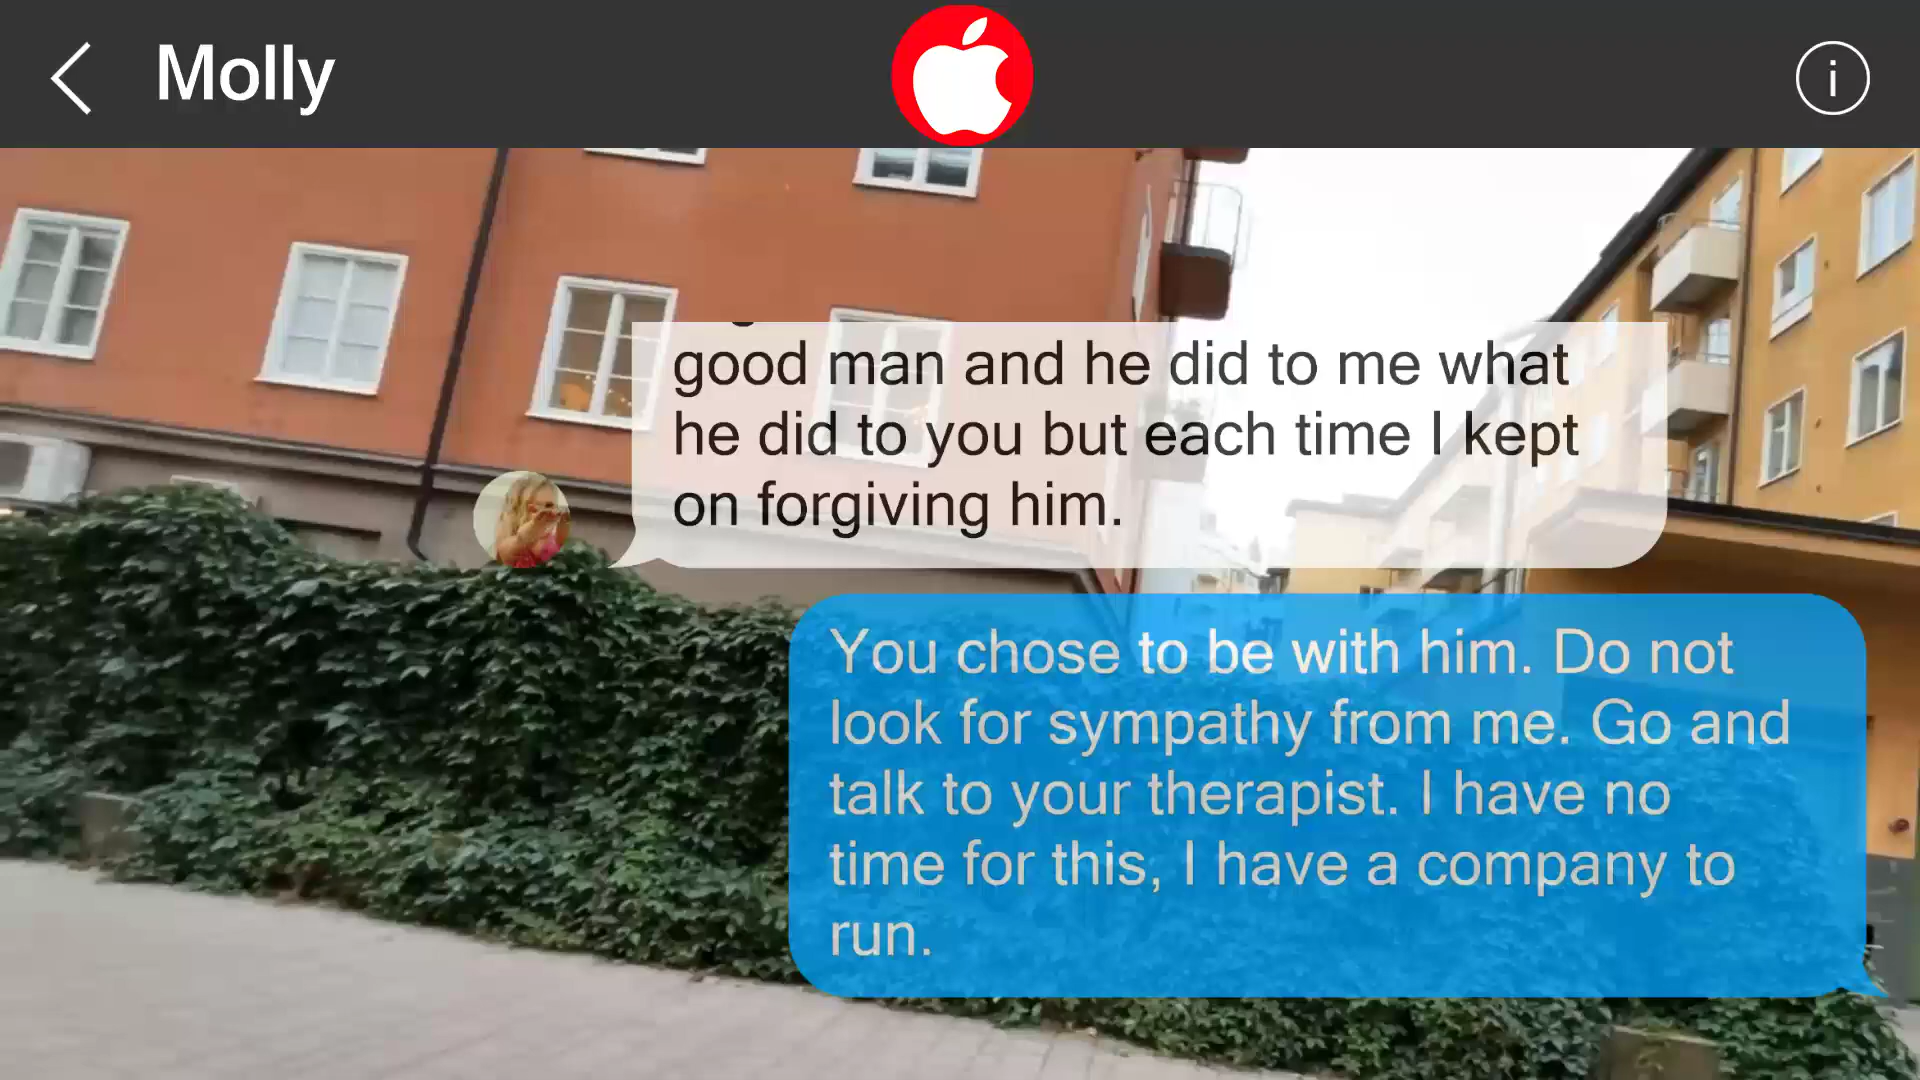 Molly
good man and he did to me what
he did to you but each time I kept
on forgiving him.
You chose to be with him. Do not
look for sympathy from me. Go and
talk to your therapist. I have no
time for this, I have a company to
run.